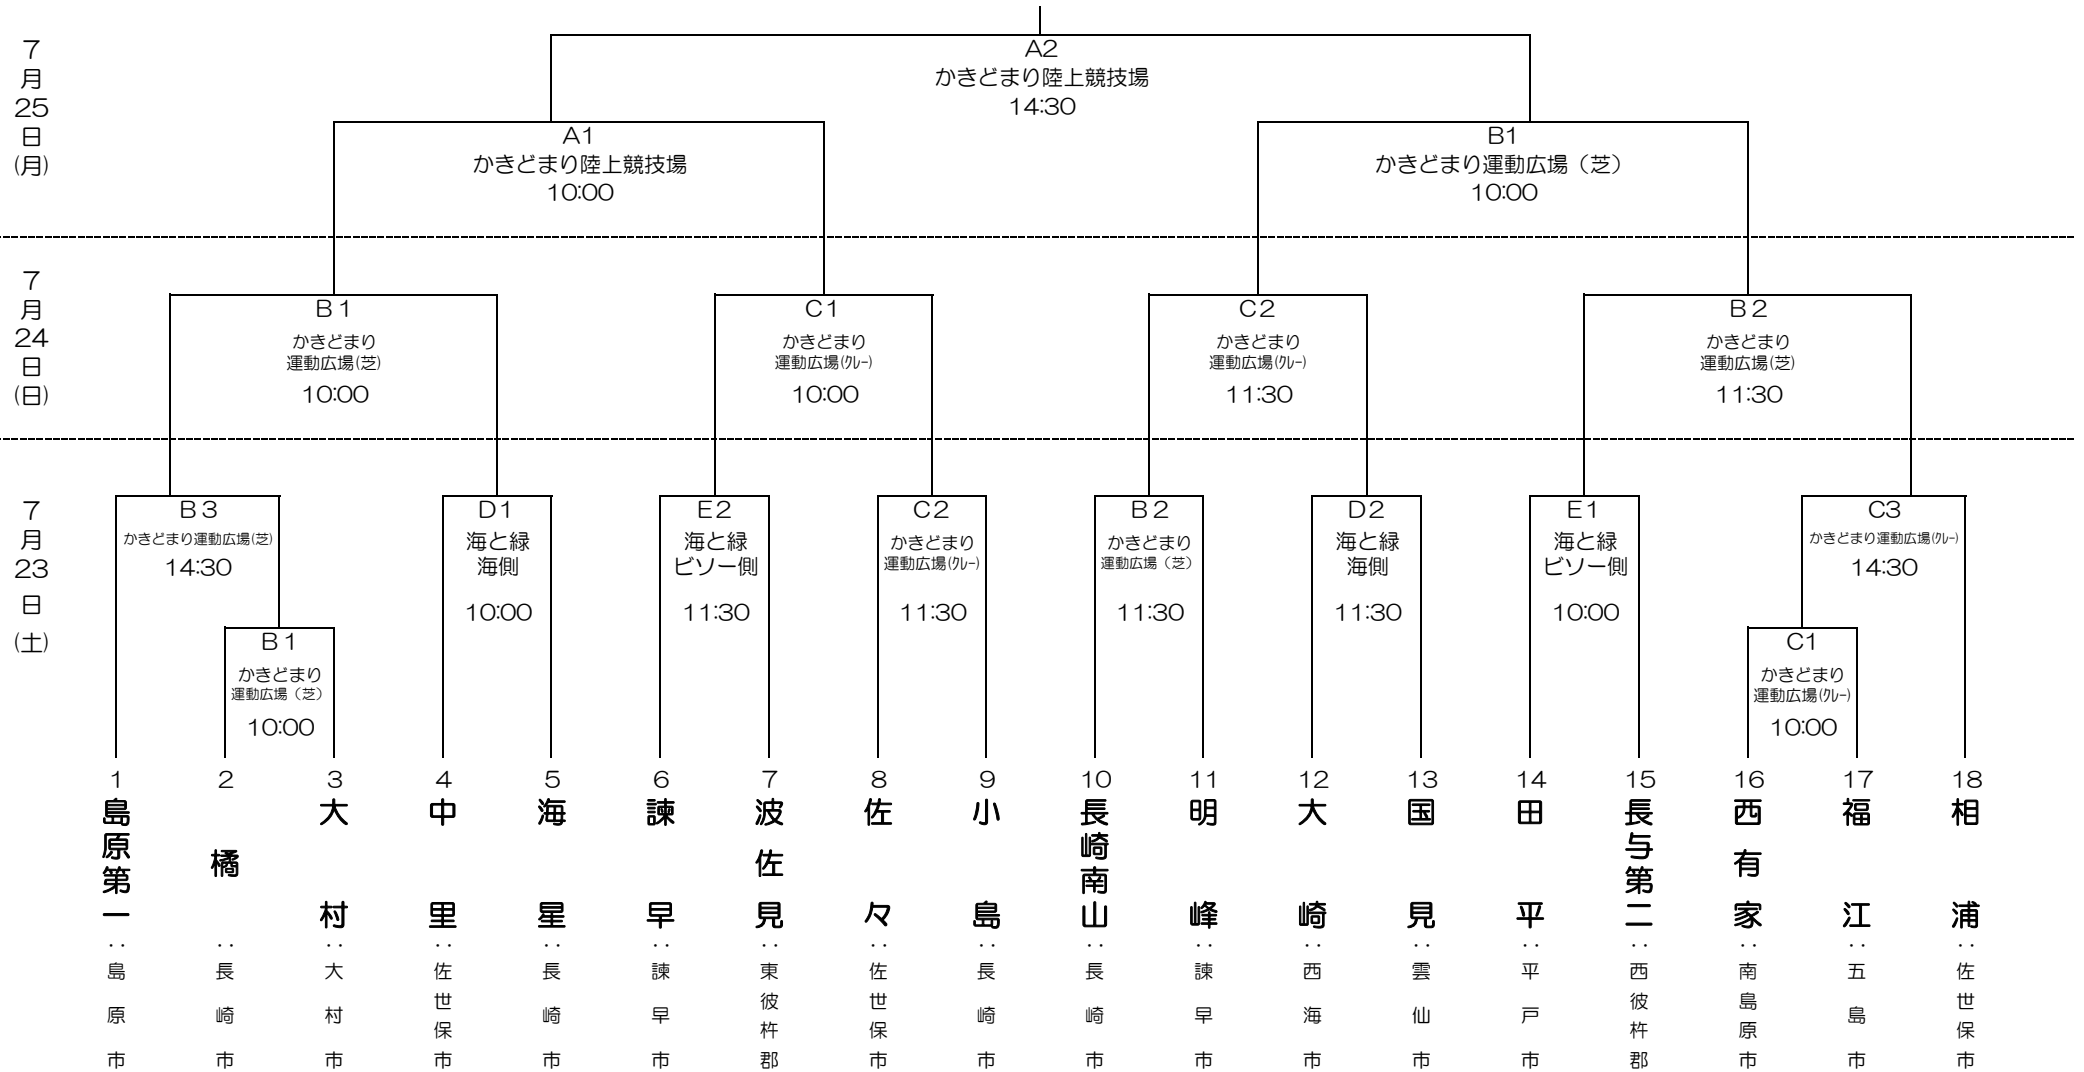 7月25日(月)
A2
かきどまり陸上競技場
14:30
A1
かきどまり陸上競技場
10:00
B1
かきどまり運動広場（芝）
10:00
7月24日(日)
B1
かきどまり
運動広場(芝)
10:00
C1
かきどまり
運動広場(ｸﾚｰ)
10:00
C2
かきどまり
運動広場(ｸﾚｰ)
11:30
B2
かきどまり
運動広場(芝)
11:30
7月23日(土)
B3
かきどまり運動広場(芝)
14:30
D1
海と緑
海側
10:00
E2
海と緑
ビソー側
11:30
C2
かきどまり
運動広場(ｸﾚｰ)
11:30
B2
かきどまり
運動広場（芝）
11:30
D2
海と緑
海側
11:30
E1
海と緑
ビソー側
10:00
C3
かきどまり運動広場(ｸﾚｰ)
14:30
B1
かきどまり
運動広場（芝）
10:00
C1
かきどまり
運動広場(ｸﾚｰ)
10:00
1 島原第一：島原市
2 橘：長崎市
3 大村：大村市
4 中里：佐世保市
5 海星：長崎市
6 諫早：諫早市
7 波佐見：東彼杵郡
8 佐々：佐世保市
9 小島：長崎市
10 長崎南山：長崎市
11 明峰：諫早市
12 大崎：西海市
13 国見：雲仙市
14 田平：平戸市
15 長与第二：西彼杵郡
16 西有家：南島原市
17 福江：五島市
18 相浦：佐世保市